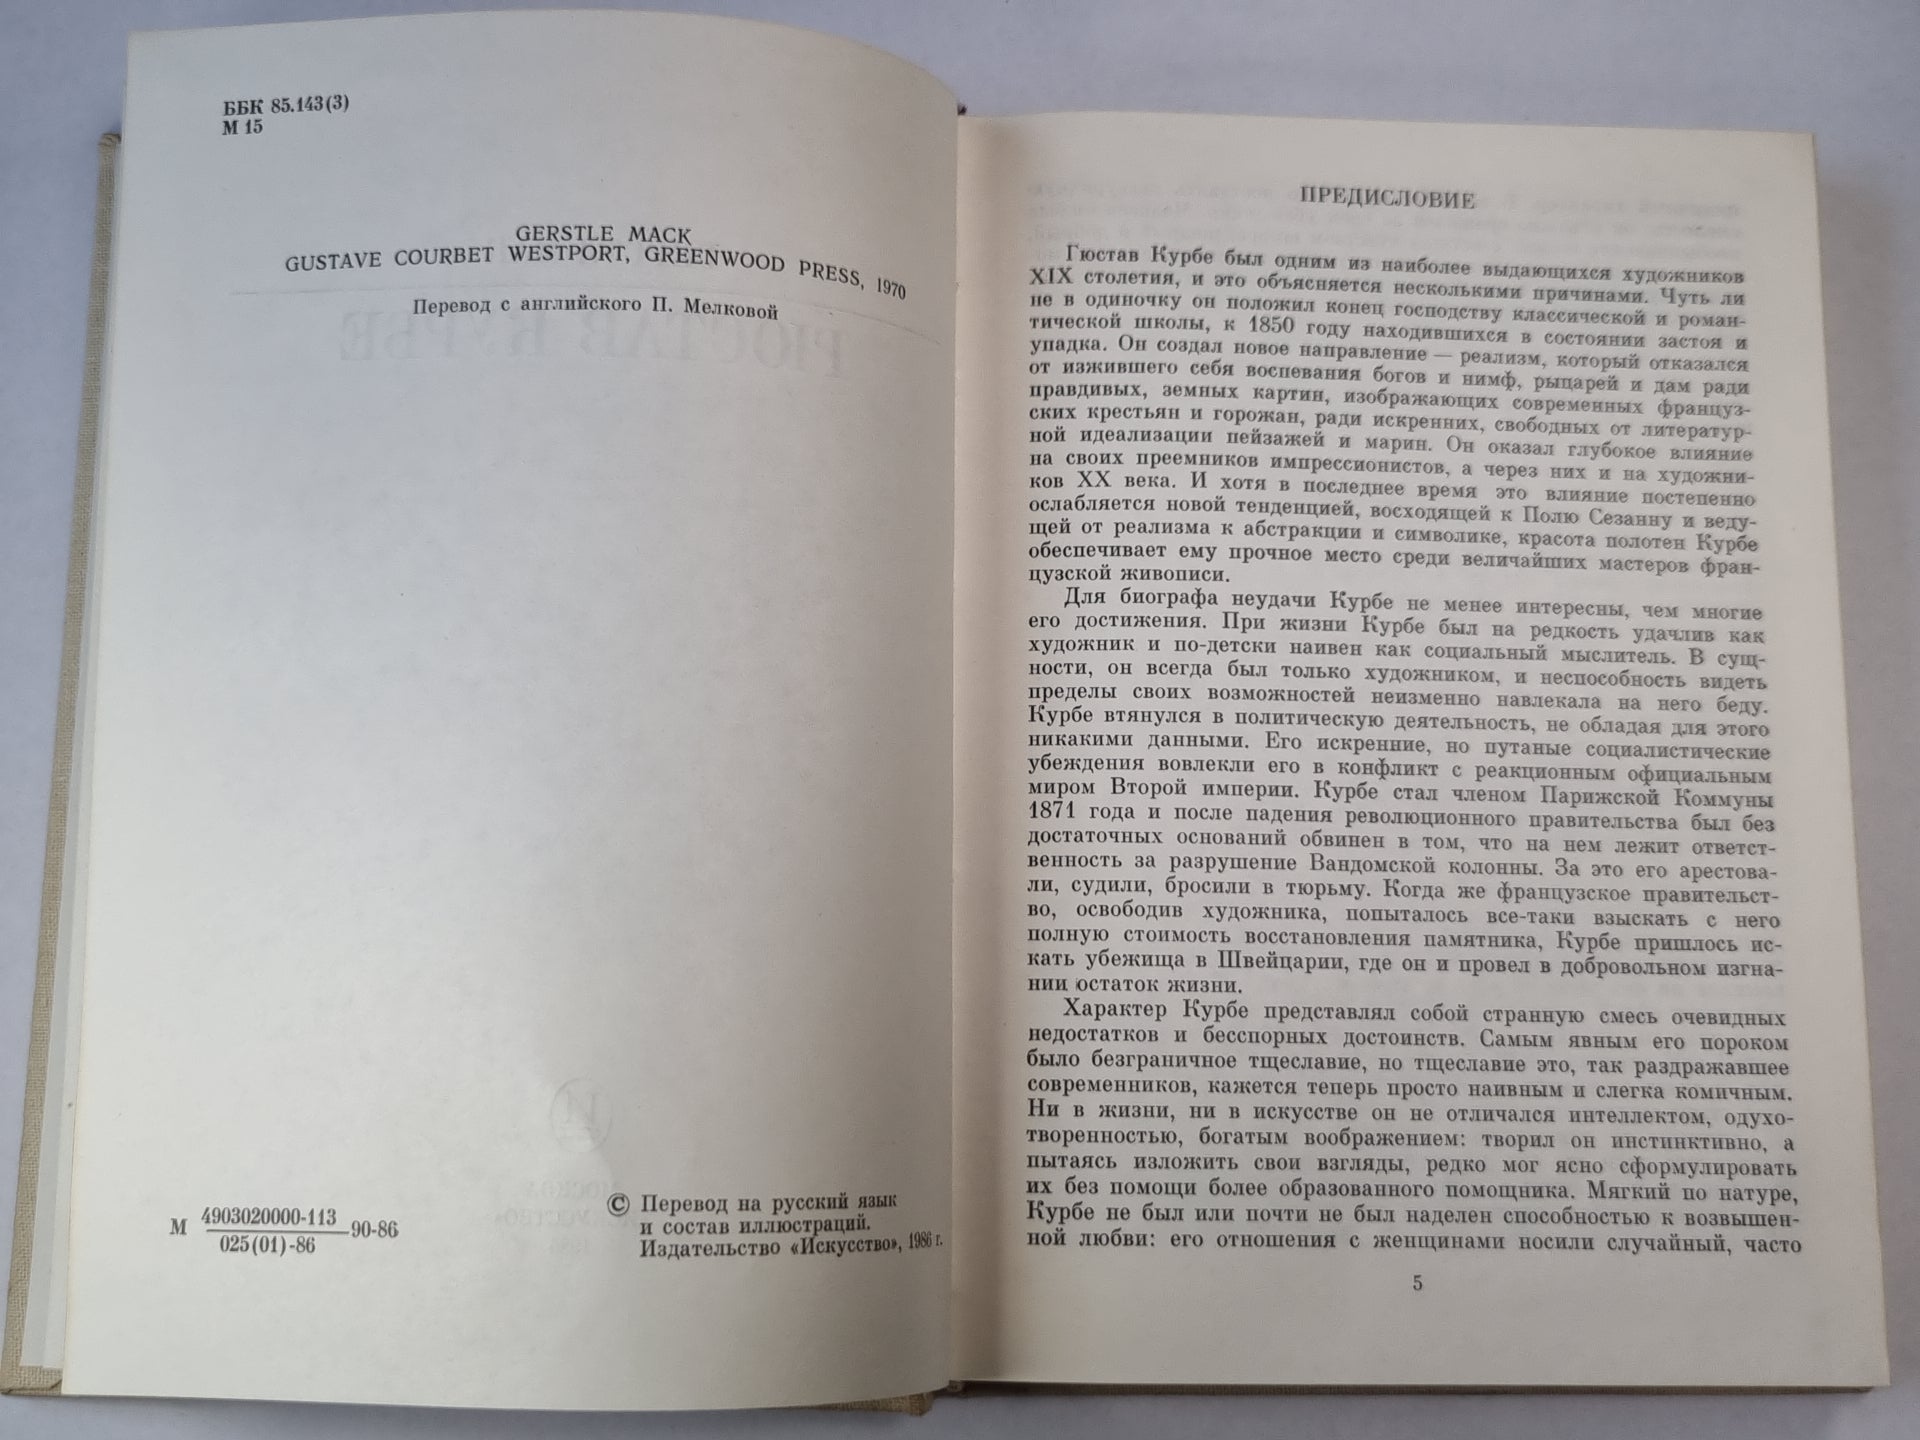 ББК 85.143(3)
М 15
GERSTLE MACK
GUSTAVE COURBET WESTPORT, GREENWOOD PRESS, 1970
Перевод с английского П. Мелковой
М 4903020000-113
025(01)-86
90-86
© Перевод на русский язык
и состав иллюстраций.
Издательство «Искусство», 1986 г.
ПРЕДИСЛОВИЕ
Гюстав Курбе был одним из наиболее выдающихся художников
XIX столетия, и это объясняется несколькими причинами. Чуть ли
не в одиночку он положил конец господству классической и роман-
тической школы, к 1850 году находившихся в состоянии застоя и
упадка. Он создал новое направление — реализм, который отказался
от изжившего себя воспевания богов и нимф, рыцарей и дам ради
правдивых, земных картин, изображающих современных француз-
ских крестьян и горожан, ради искренних, свободных от литератур-
ной идеализации пейзажей и марин. Он оказал глубокое влияние
на своих преемников импрессионистов, а через них и на художни-
ков XX века. И хотя в последнее время это влияние постепенно
ослабляется новой тенденцией, восходящей к Полю Сезанну и веду-
щей от реализма к абстракции и символике, красота полотен Курбе
обеспечивает ему прочное место среди величайших мастеров фран-
цузской живописи.
Для биографа неудачи Курбе не менее интересны, чем многие
его достижения. При жизни Курбе был на редкость удачлив как
художник и по-детски наивен как социальный мыслитель. В сущ-
ности, он всегда был только художником, и неспособность видеть
пределы своих возможностей неизменно навлекала на него беду.
Курбе втянулся в политическую деятельность, не обладая для этого
никакими данными. Его искренние, но путаные социалистические
убеждения вовлекли его в конфликт с реакционным официальным
миром Второй империи. Курбе стал членом Парижской Коммуны
1871 года и после падения революционного правительства был без
достаточных оснований обвинен в том, что на нем лежит ответст-
венность за разрушение Вандомской колонны. За это его арестова-
ли, судили, бросили в тюрьму. Когда же французское правительст-
во, освободив художника, попыталось все-таки взыскать с него
полную стоимость восстановления памятника, Курбе пришлось ис-
кать убежища в Швейцарии, где он и провел в добровольном изгна-
нии остаток жизни.
Характер Курбе представлял собой странную смесь очевидных
недостатков и бесспорных достоинств. Самым явным его пороком
было безграничное тщеславие, но тщеславие это, так раздражавшее
современников, кажется теперь просто наивным и слегка комичным.
Ни в жизни, ни в искусстве он не отличался интеллектом, одухо-
творенностью, богатым воображением: творил он инстинктивно, а
пытаясь изложить свои взгляды, редко мог ясно сформулировать
их без помощи более образованного помощника. Мягкий по натуре,
Курбе не был или почти не был наделен способностью к возвышен-
ной любви: его отношения с женщинами носили случайный, часто
5